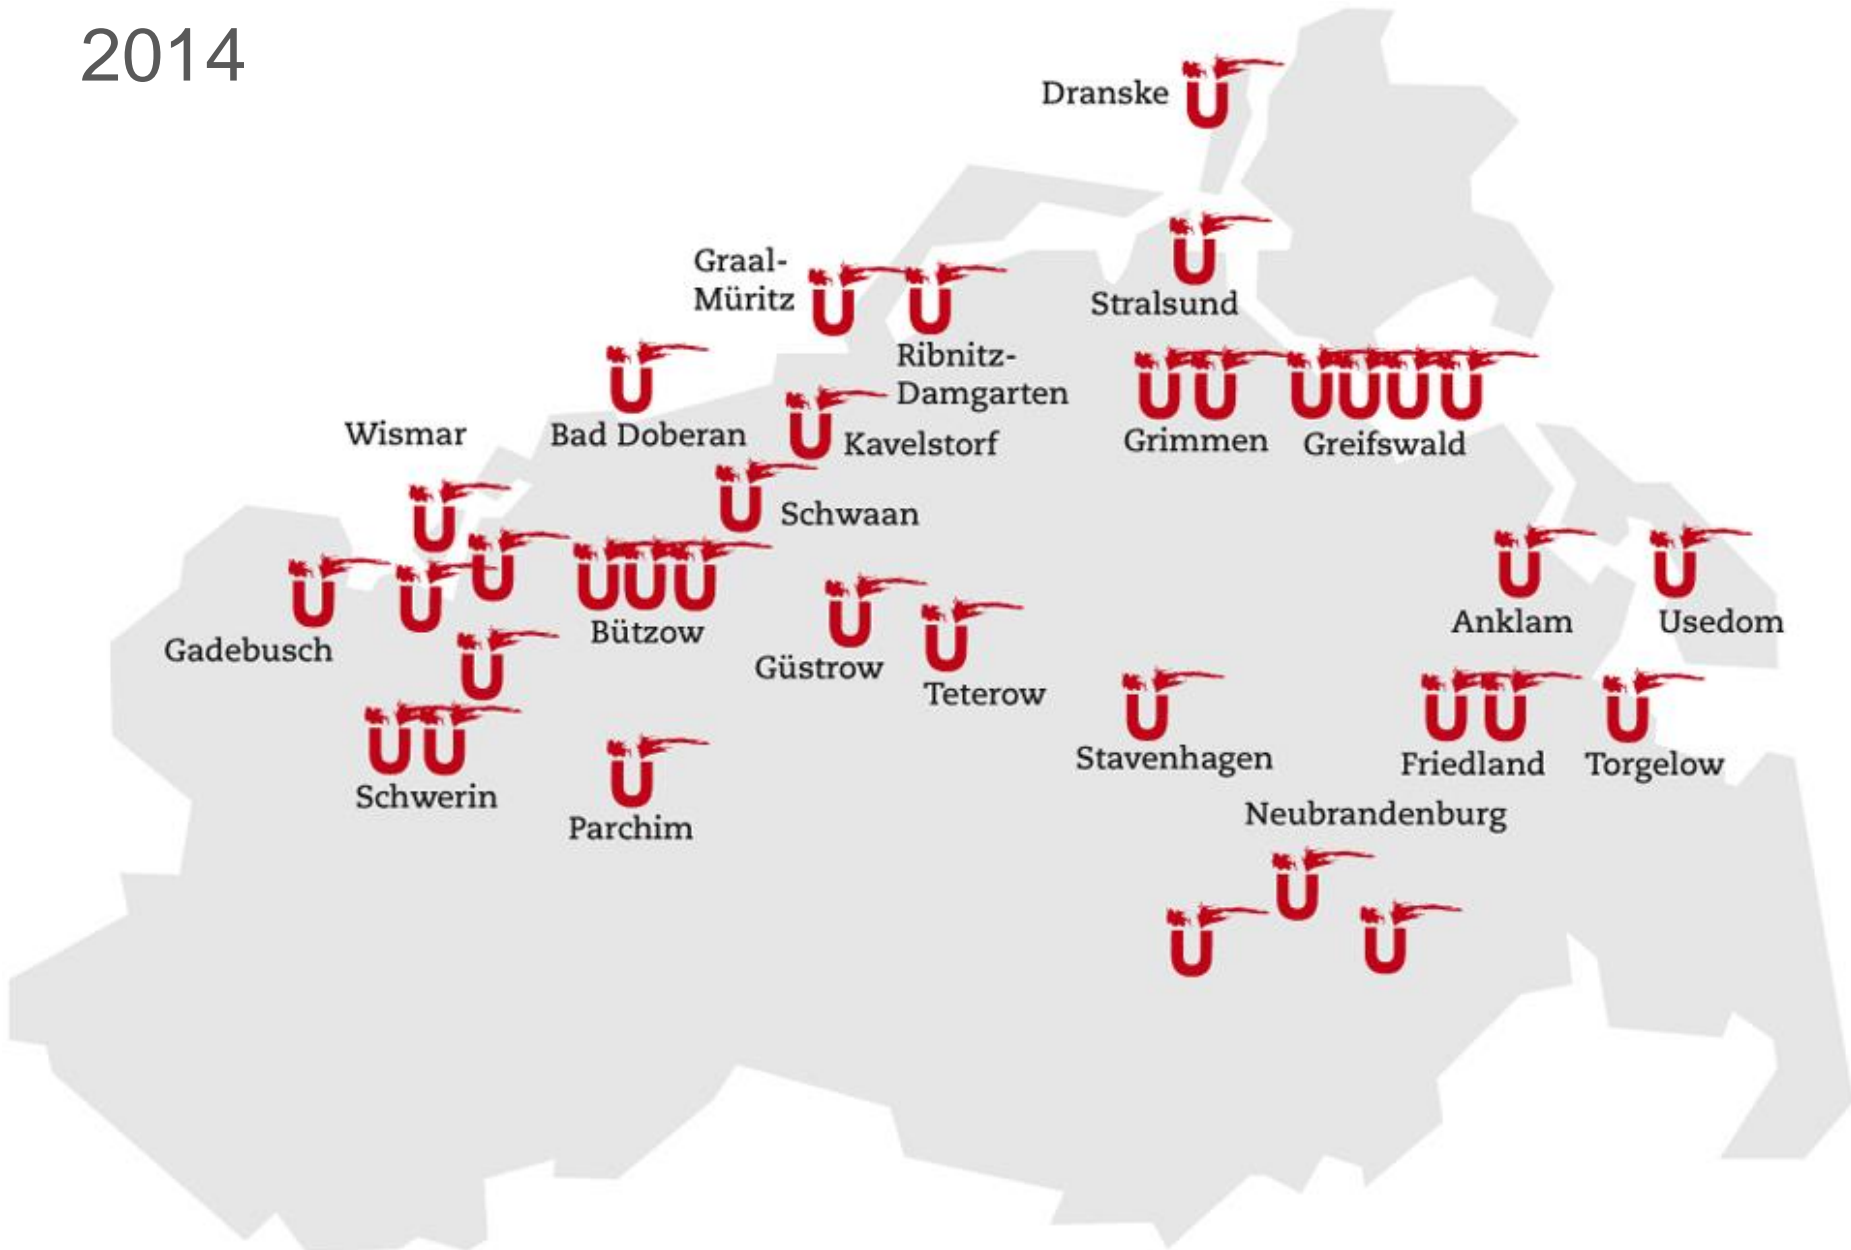 2014
Dranske
Graal-
Müritz
Stralsund
Ribnitz-
Damgarten
Wismar
Bad Doberan
Kavelstorf
Grimmen
Greifswald
Schwaan
Gadebusch
Bützow
Güstrow
Teterow
Anklam
Usedom
Schwerin
Parchim
Stavenhagen
Friedland
Torgelow
Neubrandenburg